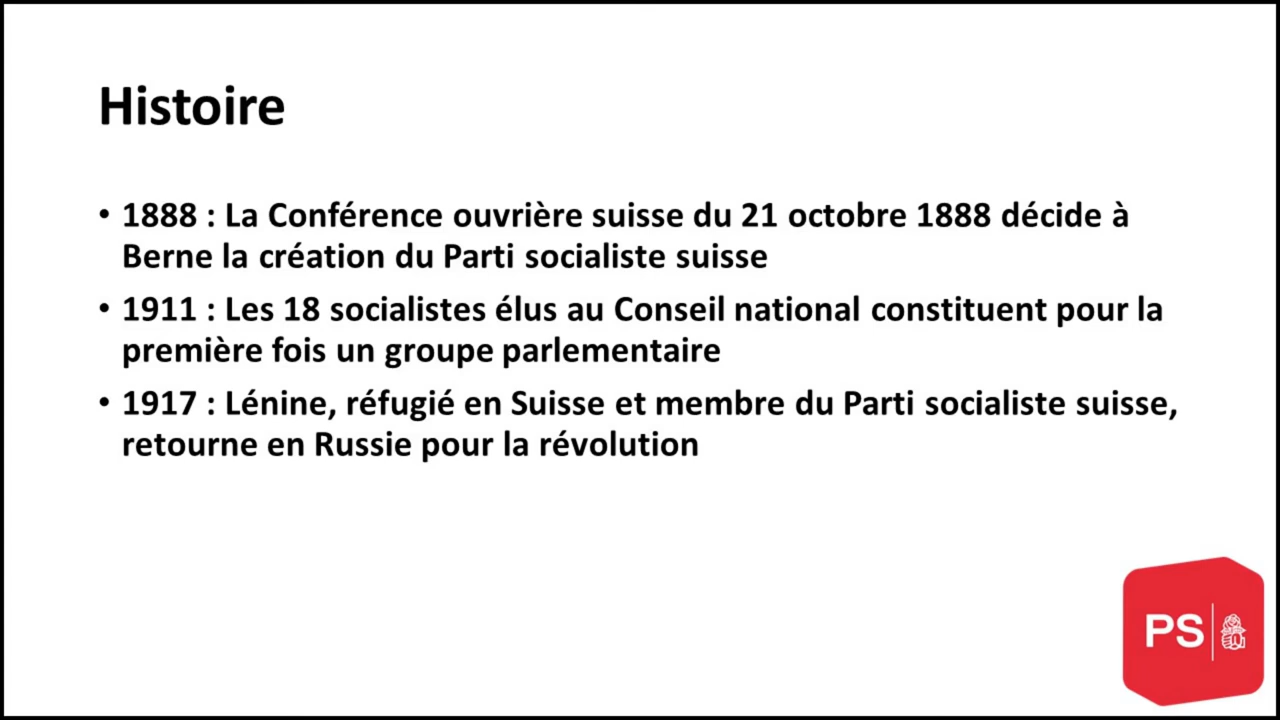 Histoire
• 1888 : La Conférence ouvrière suisse du 21 octobre 1888 décide à
Berne la création du Parti socialiste suisse
• 1911 : Les 18 socialistes élus au Conseil national constituent pour la
première fois un groupe parlementaire
• 1917 : Lénine, réfugié en Suisse et membre du Parti socialiste suisse,
retourne en Russie pour la révolution
PS